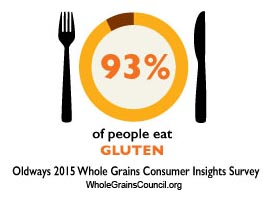 93%
of people eat
GLUTEN
Oldways 2015 Whole Grains Consumer Insights Survey
WholeGrainsCouncil.org